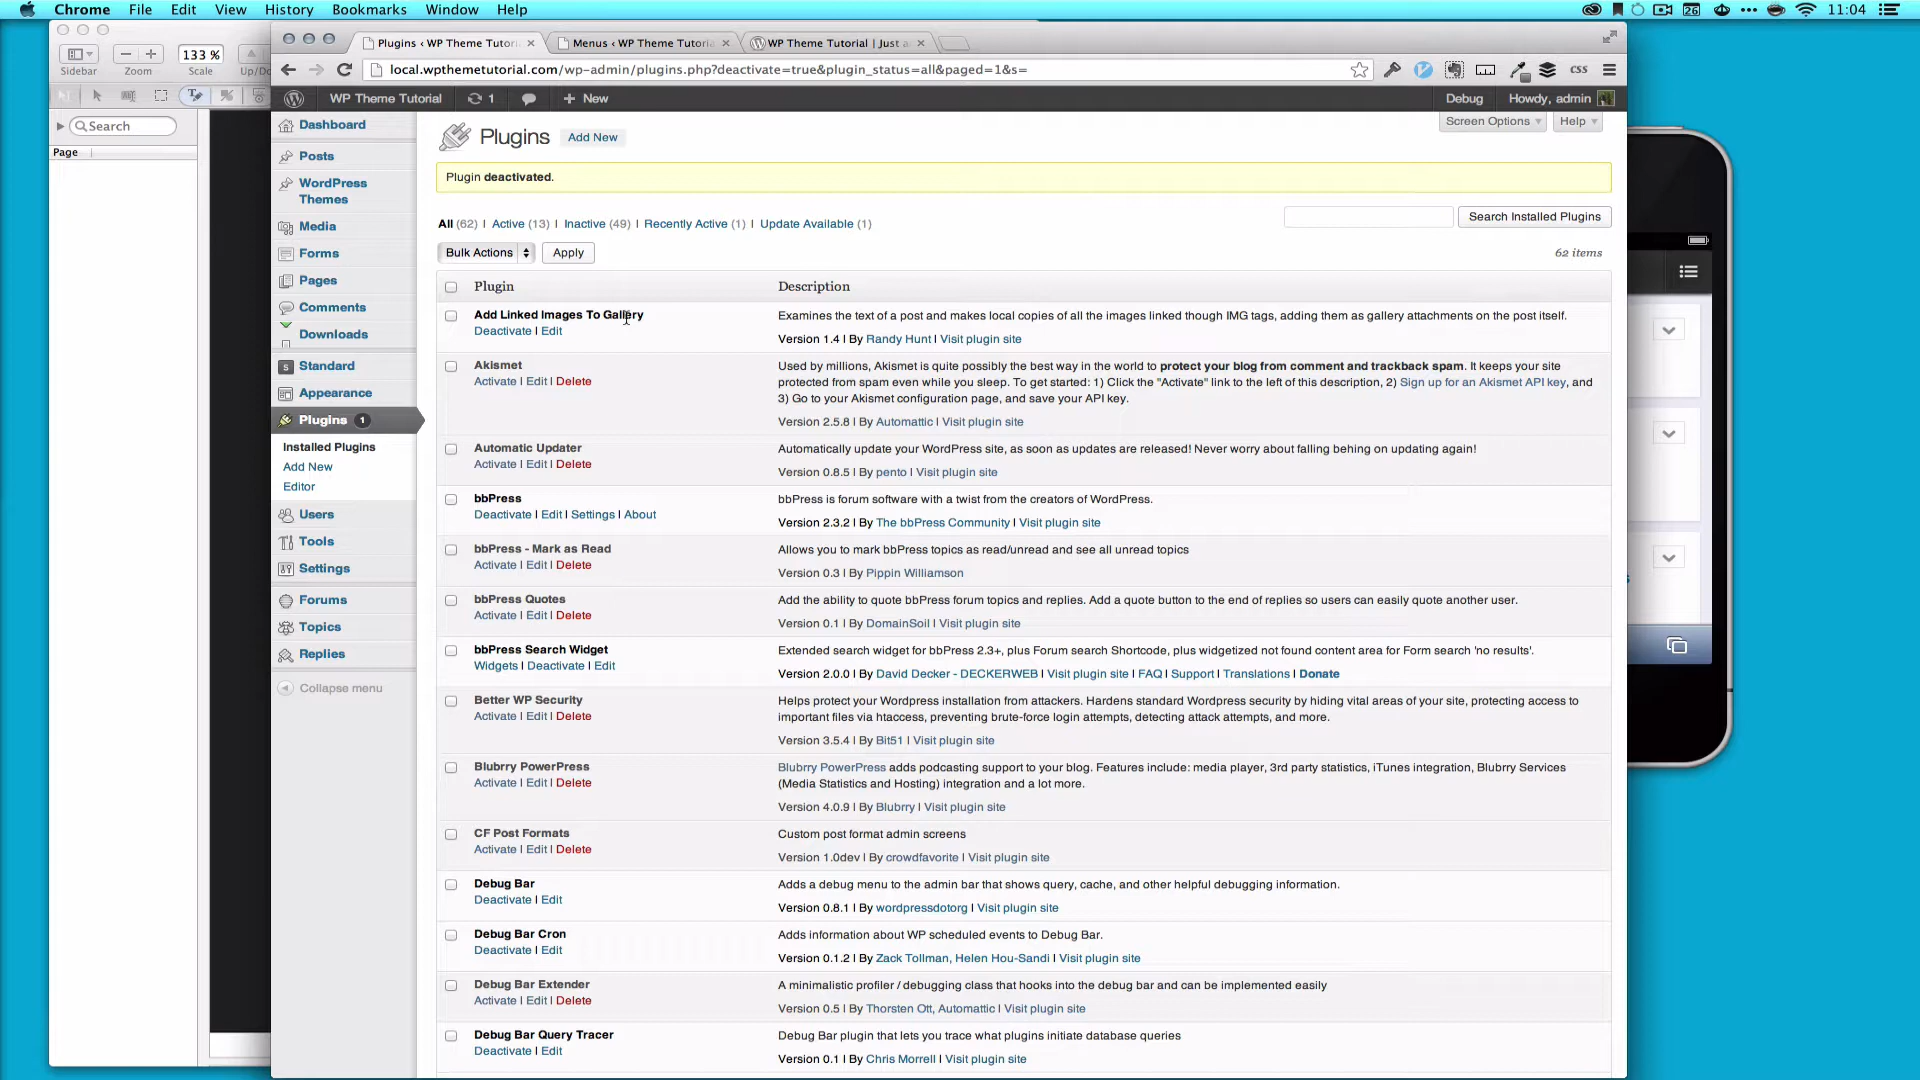 Chrome File Edit View History Bookmarks Window Help 26 11:04
Plugins ‹ WP Theme Tutori Menus ‹ WP Theme Tutoria WP Theme Tutorial | Just a
133 %
Sidebar Zoom Scale Up/Do
local.wpthemetutorial.com/wp-admin/plugins.php?deactivate=true&plugin_status=all&paged=1&s=
css
WP Theme Tutorial 1 + New Debug Howdy, admin
Search
Page
Screen Options Help
Dashboard
Posts
WordPress
Themes
Media
Forms
Pages
Comments
Downloads
Standard
Appearance
Plugins 1
Installed Plugins
Add New
Editor
Users
Tools
Settings
Forums
Topics
Replies
Collapse menu
Plugins Add New
Plugin deactivated.
All (62) | Active (13) | Inactive (49) | Recently Active (1) | Update Available (1)
Search Installed Plugins
Bulk Actions Apply 62 items
Plugin Description
Add Linked Images To Gallery
Deactivate | Edit
Examines the text of a post and makes local copies of all the images linked though IMG tags, adding them as gallery attachments on the post itself.
Version 1.4 | By Randy Hunt | Visit plugin site
Akismet
Activate | Edit | Delete
Used by millions, Akismet is quite possibly the best way in the world to protect your blog from comment and trackback spam. It keeps your site
protected from spam even while you sleep. To get started: 1) Click the "Activate" link to the left of this description, 2) Sign up for an Akismet API key, and
3) Go to your Akismet configuration page, and save your API key.
Version 2.5.8 | By Automattic | Visit plugin site
Automatic Updater
Activate | Edit | Delete
Automatically update your WordPress site, as soon as updates are released! Never worry about falling behing on updating again!
Version 0.8.5 | By pento | Visit plugin site
bbPress
Deactivate | Edit | Settings | About
bbPress is forum software with a twist from the creators of WordPress.
Version 2.3.2 | By The bbPress Community | Visit plugin site
bbPress - Mark as Read
Activate | Edit | Delete
Allows you to mark bbPress topics as read/unread and see all unread topics
Version 0.3 | By Pippin Williamson
bbPress Quotes
Activate | Edit | Delete
Add the ability to quote bbPress forum topics and replies. Add a quote button to the end of replies so users can easily quote another user.
Version 0.1 | By DomainSoil | Visit plugin site
bbPress Search Widget
Widgets | Deactivate | Edit
Extended search widget for bbPress 2.3+, plus Forum search Shortcode, plus widgetized not found content area for Form search 'no results'.
Version 2.0.0 | By David Decker - DECKERWEB | Visit plugin site | FAQ | Support | Translations | Donate
Better WP Security
Activate | Edit | Delete
Helps protect your Wordpress installation from attackers. Hardens standard Wordpress security by hiding vital areas of your site, protecting access to
important files via htaccess, preventing brute-force login attempts, detecting attack attempts, and more.
Version 3.5.4 | By Bit51 | Visit plugin site
Blubrry PowerPress
Activate | Edit | Delete
Blubrry PowerPress adds podcasting support to your blog. Features include: media player, 3rd party statistics, iTunes integration, Blubrry Services
(Media Statistics and Hosting) integration and a lot more.
Version 4.0.9 | By Blubrry | Visit plugin site
CF Post Formats
Activate | Edit | Delete
Custom post format admin screens
Version 1.0dev | By crowdfavorite | Visit plugin site
Debug Bar
Deactivate | Edit
Adds a debug menu to the admin bar that shows query, cache, and other helpful debugging information.
Version 0.8.1 | By wordpressdotorg | Visit plugin site
Debug Bar Cron
Deactivate | Edit
Adds information about WP scheduled events to Debug Bar.
Version 0.1.2 | By Zack Tollman, Helen Hou-Sandi | Visit plugin site
Debug Bar Extender
Activate | Edit | Delete
A minimalistic profiler / debugging class that hooks into the debug bar and can be implemented easily
Version 0.5 | By Thorsten Ott, Automattic | Visit plugin site
Debug Bar Query Tracer
Deactivate | Edit
Debug Bar plugin that lets you trace what plugins initiate database queries
Version 0.1 | By Chris Morrell | Visit plugin site